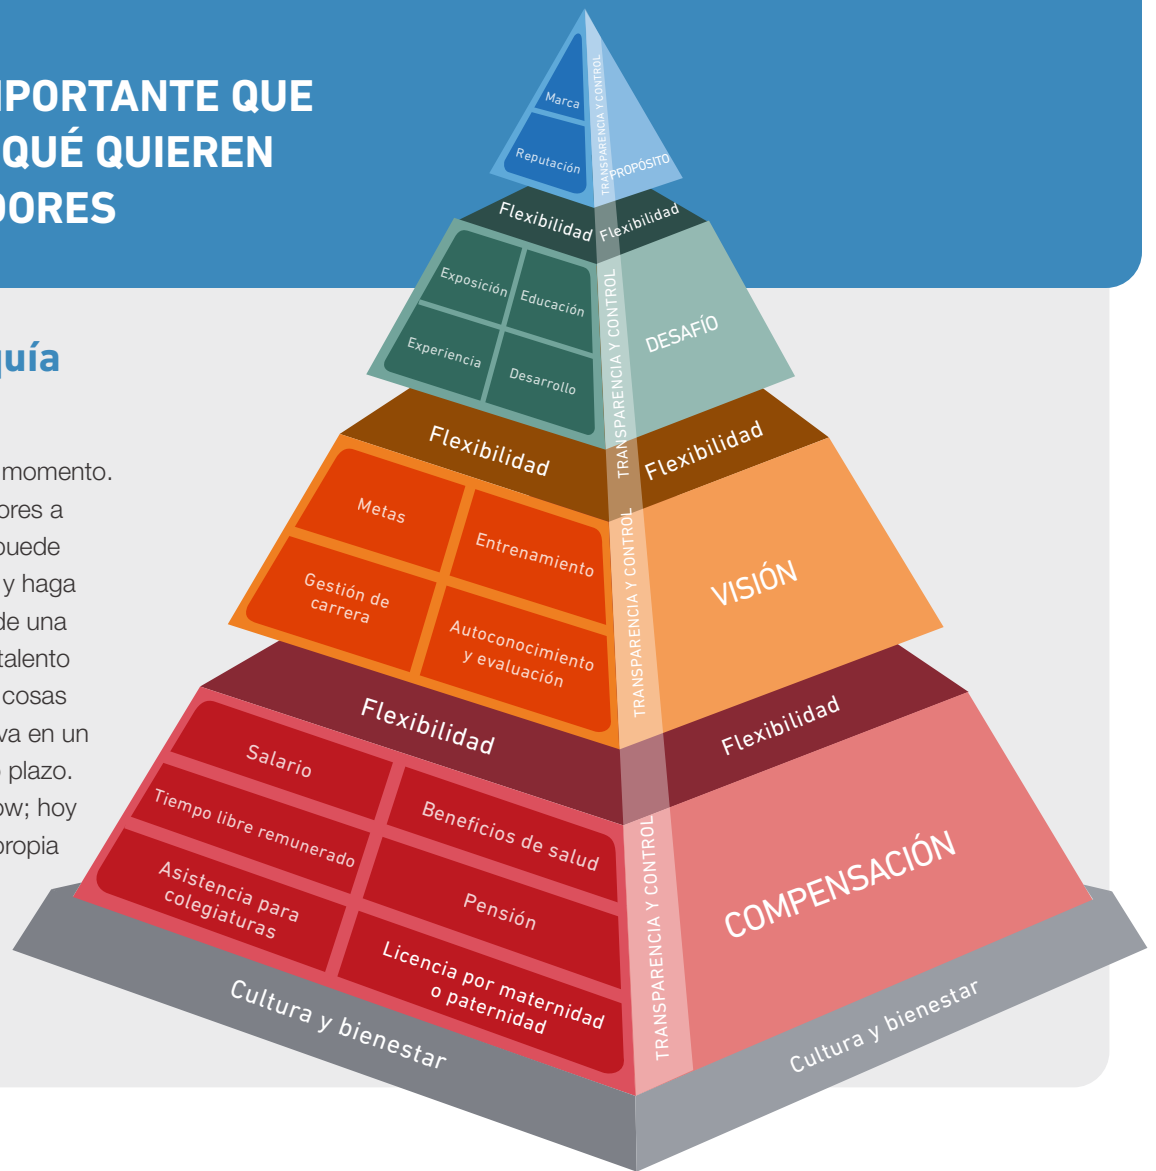 MPORTANTE QUE
QUÉ QUIEREN
DORES
quía
momento.
ores a
puede
y haga
de una
talento
cosas
va en un
o plazo.
ow; hoy
propia
Marca
Reputación
TRANSPARENCIA Y CONTROL
PROPÓSITO
Flexibilidad
Flexibilidad
Exposición
Educación
Experiencia
Desarrollo
TRANSPARENCIA Y CONTROL
DESAFÍO
Flexibilidad
Flexibilidad
Metas
Entrenamiento
Gestión de
carrera
Autoconocimiento
y evaluación
TRANSPARENCIA Y CONTROL
VISIÓN
Flexibilidad
Flexibilidad
Salario
Beneficios de salud
Tiempo libre remunerado
Pensión
Asistencia para
colegiaturas
Licencia por maternidad
o paternidad
TRANSPARENCIA Y CONTROL
COMPENSACIÓN
Cultura y bienestar
Cultura y bienestar